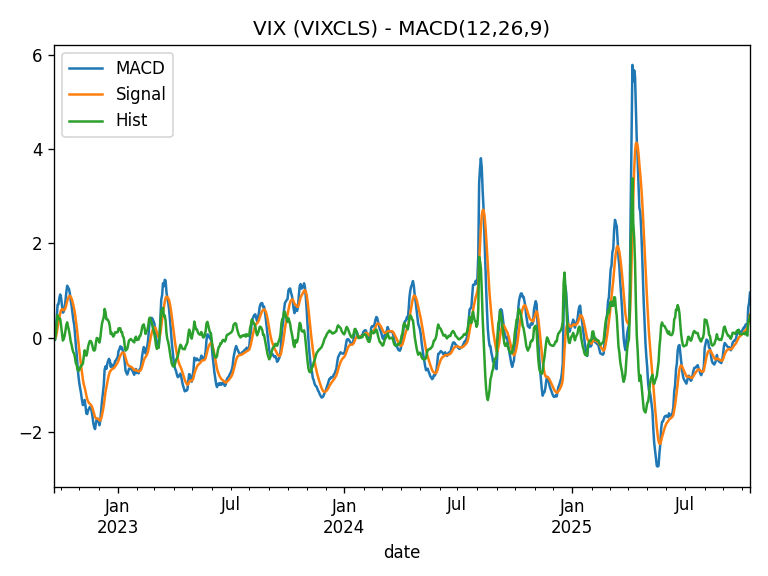 VIX (VIXCLS) - MACD(12,26,9)
6
4
2
0
−2
MACD
Signal
Hist
Jan
2023
Jul
Jan
2024
Jul
Jan
2025
Jul
date